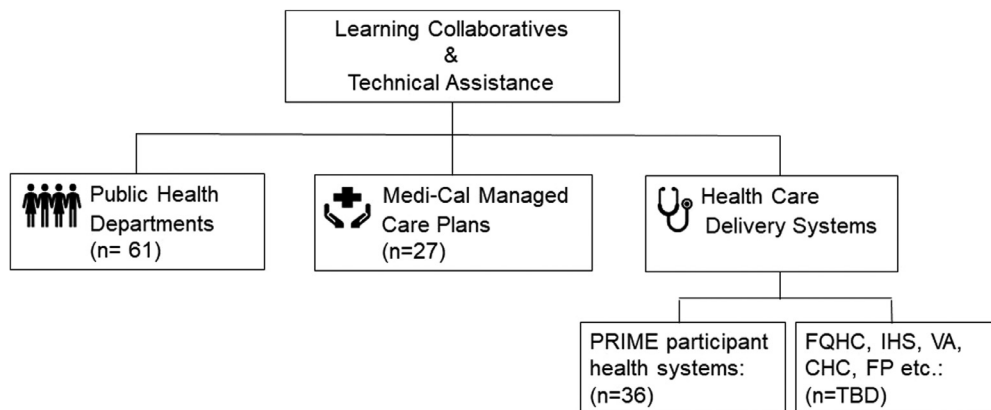 Learning Collaboratives
&
Technical Assistance
Public Health
Departments
(n= 61)
Medi-Cal Managed
Care Plans
(n=27)
Health Care
Delivery Systems
PRIME participant
health systems:
(n=36)
FQHC, IHS, VA,
CHC, FP etc.:
(n=TBD)